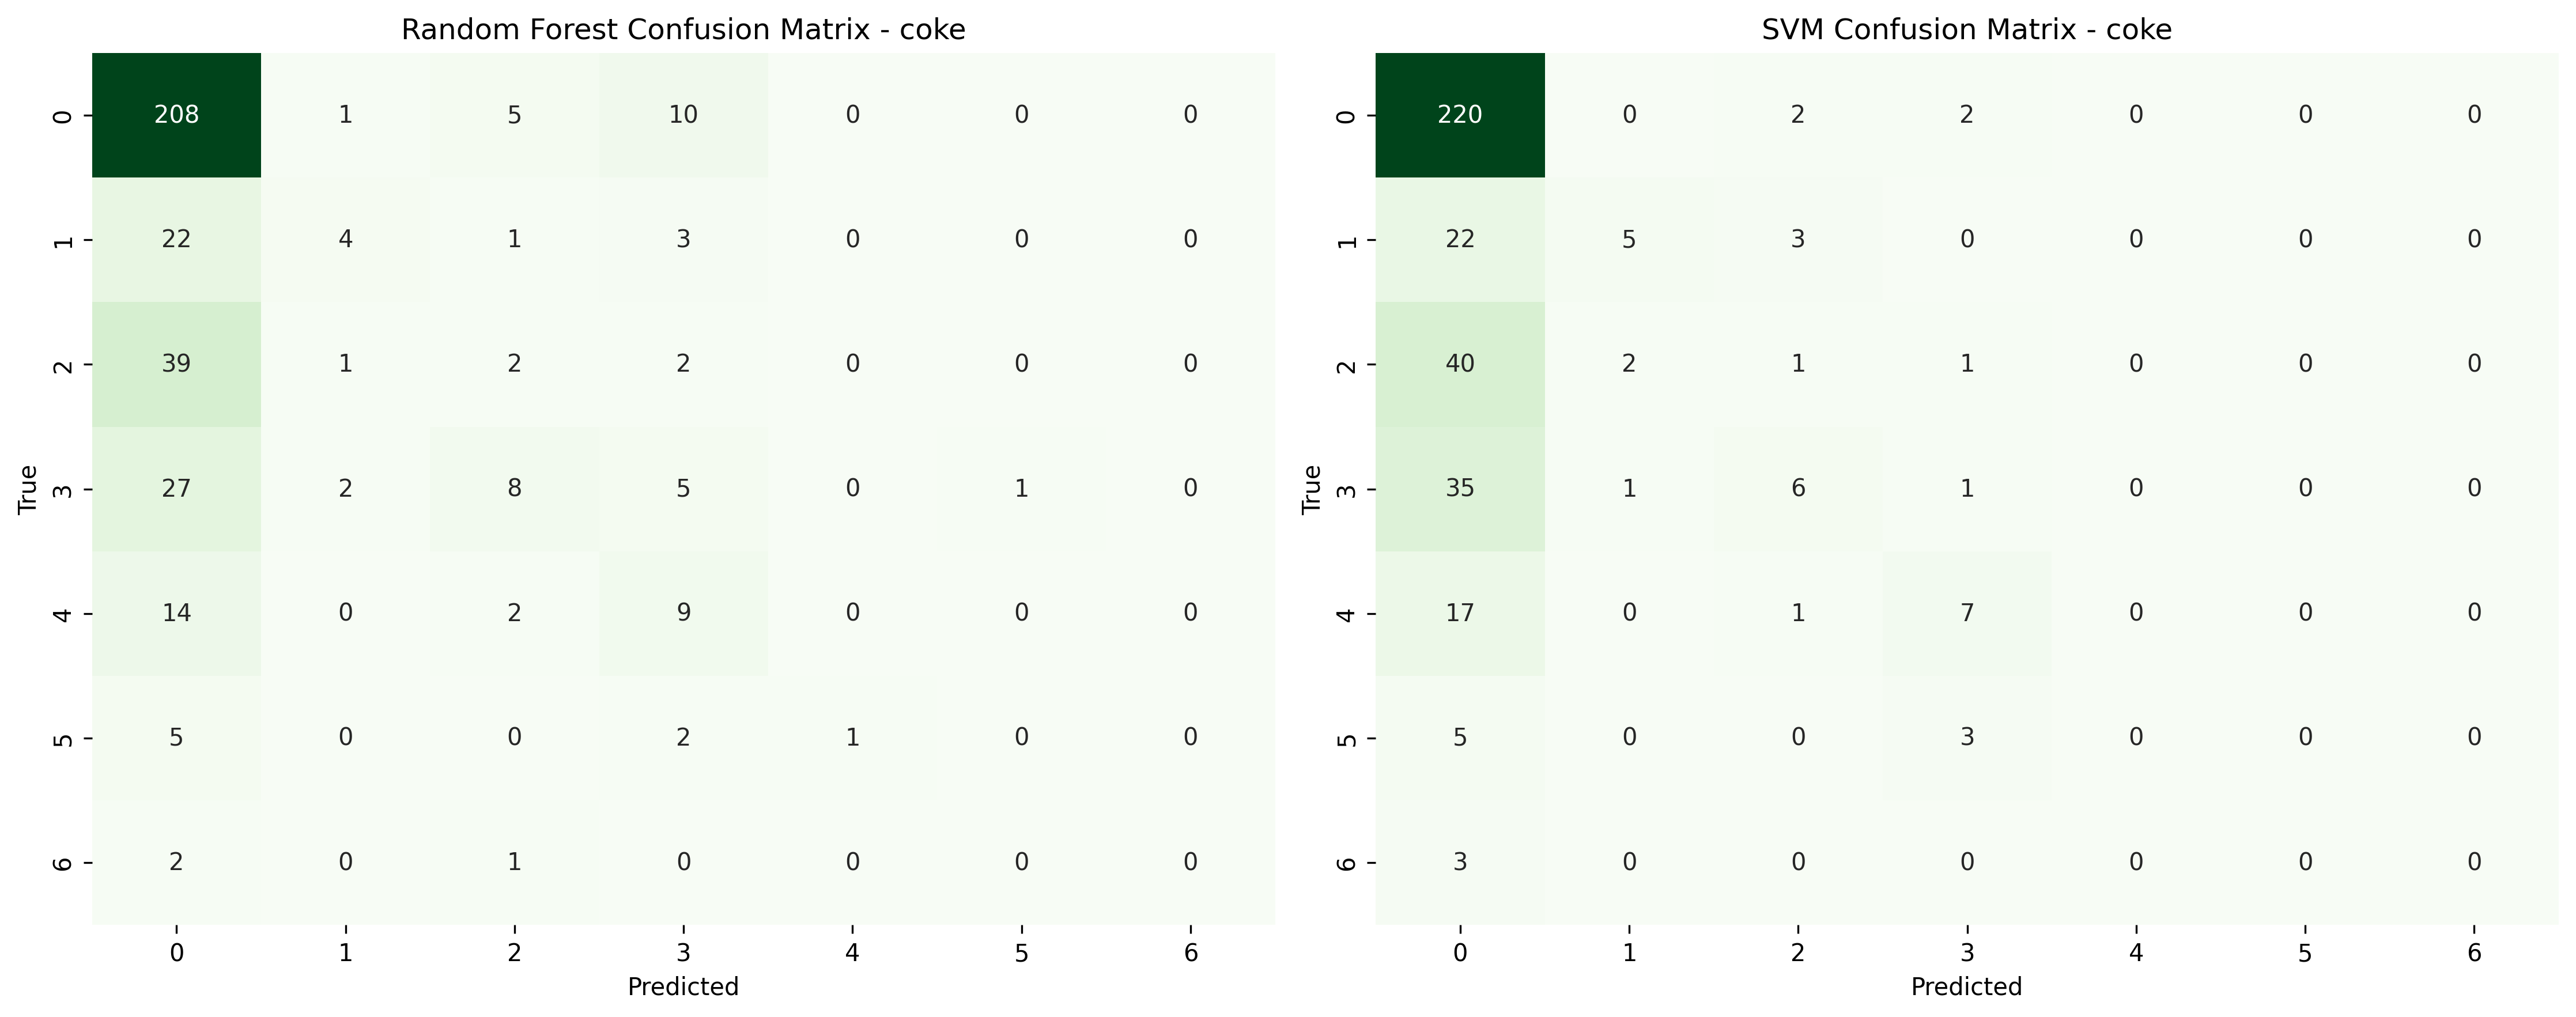 Random Forest Confusion Matrix - coke
0 208 1 5 10 0 0 0
1 22 4 1 3 0 0 0
2 39 1 2 2 0 0 0
3 27 2 8 5 0 1 0
4 14 0 2 9 0 0 0
5 5 0 0 2 1 0 0
6 2 0 1 0 0 0 0
0 1 2 3 4 5 6
True
Predicted
SVM Confusion Matrix - coke
0 220 0 2 2 0 0 0
1 22 5 3 0 0 0 0
2 40 2 1 1 0 0 0
3 35 1 6 1 0 0 0
4 17 0 1 7 0 0 0
5 5 0 0 3 0 0 0
6 3 0 0 0 0 0 0
0 1 2 3 4 5 6
True
Predicted